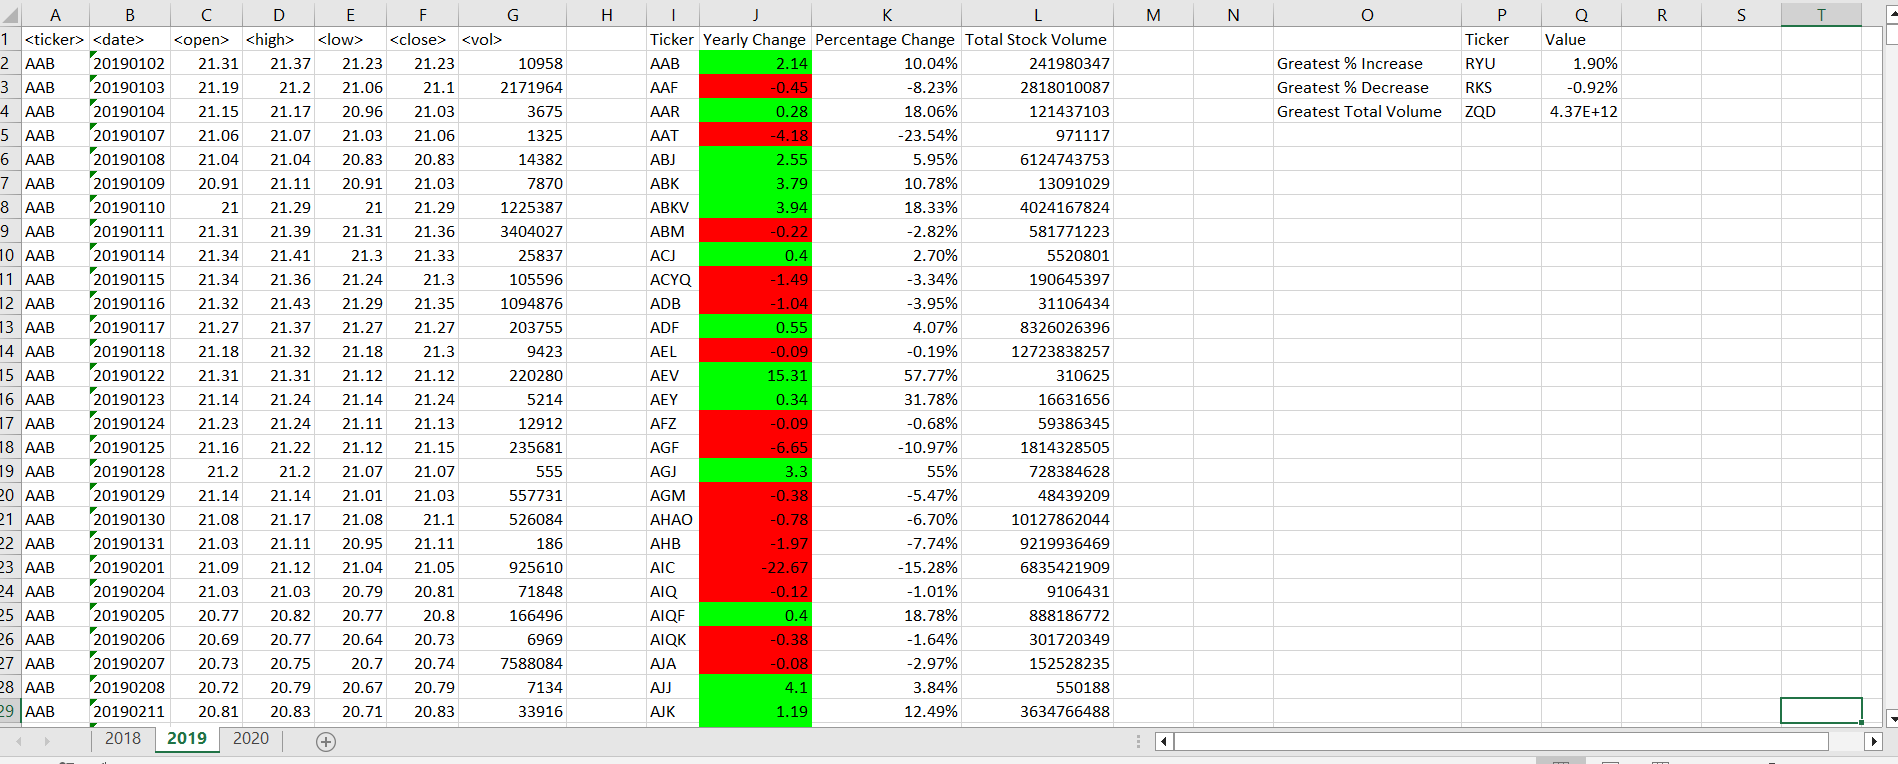 A B C D E F G H I J K L M N O P Q R S T
1 <ticker> <date> <open> <high> <low> <close> <vol> Ticker Yearly Change Percentage Change Total Stock Volume Ticker Value
2 AAB 20190102 21.31 21.37 21.23 21.23 10958 AAB 2.14 10.04% 241980347 Greatest % Increase RYU 1.90%
3 AAB 20190103 21.19 21.2 21.06 21.1 2171964 AAF -0.45 -8.23% 2818010087 Greatest % Decrease RKS -0.92%
4 AAB 20190104 21.15 21.17 20.96 21.03 3675 AAR 0.28 18.06% 121437103 Greatest Total Volume ZQD 4.37E+12
5 AAB 20190107 21.06 21.07 21.03 21.06 1325 AAT -4.18 -23.54% 971117
6 AAB 20190108 21.04 21.04 20.83 20.83 14382 ABJ 2.55 5.95% 6124743753
7 AAB 20190109 20.91 21.11 20.91 21.03 7870 ABK 3.79 10.78% 13091029
8 AAB 20190110 21 21.29 21 21.29 1225387 ABKV 3.94 18.33% 4024167824
9 AAB 20190111 21.31 21.39 21.31 21.36 3404027 ABM -0.22 -2.82% 581771223
10 AAB 20190114 21.34 21.41 21.3 21.33 25837 ACJ 0.4 2.70% 5520801
11 AAB 20190115 21.34 21.36 21.24 21.3 105596 ACYQ -1.49 -3.34% 190645397
12 AAB 20190116 21.32 21.43 21.29 21.35 1094876 ADB -1.04 -3.95% 31106434
13 AAB 20190117 21.27 21.37 21.27 21.27 203755 ADF 0.55 4.07% 8326026396
14 AAB 20190118 21.18 21.32 21.18 21.3 9423 AEL -0.09 -0.19% 12723838257
15 AAB 20190122 21.31 21.31 21.12 21.12 220280 AEV 15.31 57.77% 310625
16 AAB 20190123 21.14 21.24 21.14 21.24 5214 AEY 0.34 31.78% 16631656
17 AAB 20190124 21.23 21.24 21.11 21.13 12912 AFZ -0.09 -0.68% 59386345
18 AAB 20190125 21.16 21.22 21.12 21.15 235681 AGF -6.65 -10.97% 1814328505
19 AAB 20190128 21.2 21.2 21.07 21.07 555 AGJ 3.3 55% 728384628
20 AAB 20190129 21.14 21.14 21.01 21.03 557731 AGM -0.38 -5.47% 48439209
21 AAB 20190130 21.08 21.17 21.08 21.1 526084 AHAO -0.78 -6.70% 10127862044
22 AAB 20190131 21.03 21.11 20.95 21.11 186 AHB -1.97 -7.74% 9219936469
23 AAB 20190201 21.09 21.12 21.04 21.05 925610 AIC -22.67 -15.28% 6835421909
24 AAB 20190204 21.03 21.03 20.79 20.81 71848 AIQ -0.12 -1.01% 9106431
25 AAB 20190205 20.77 20.82 20.77 20.8 166496 AIQF 0.4 18.78% 888186772
26 AAB 20190206 20.69 20.77 20.64 20.73 6969 AIQK -0.38 -1.64% 301720349
27 AAB 20190207 20.73 20.75 20.7 20.74 7588084 AJA -0.08 -2.97% 152528235
28 AAB 20190208 20.72 20.79 20.67 20.79 7134 AJJ 4.1 3.84% 550188
29 AAB 20190211 20.81 20.83 20.71 20.83 33916 AJK 1.19 12.49% 3634766488
2018 2019 2020